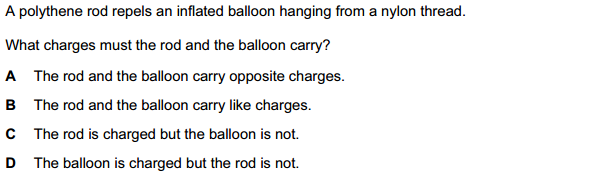 A polythene rod repels an inflated balloon hanging from a nylon thread.
What charges must the rod and the balloon carry?
A The rod and the balloon carry opposite charges.
B The rod and the balloon carry like charges.
C The rod is charged but the balloon is not.
D The balloon is charged but the rod is not.